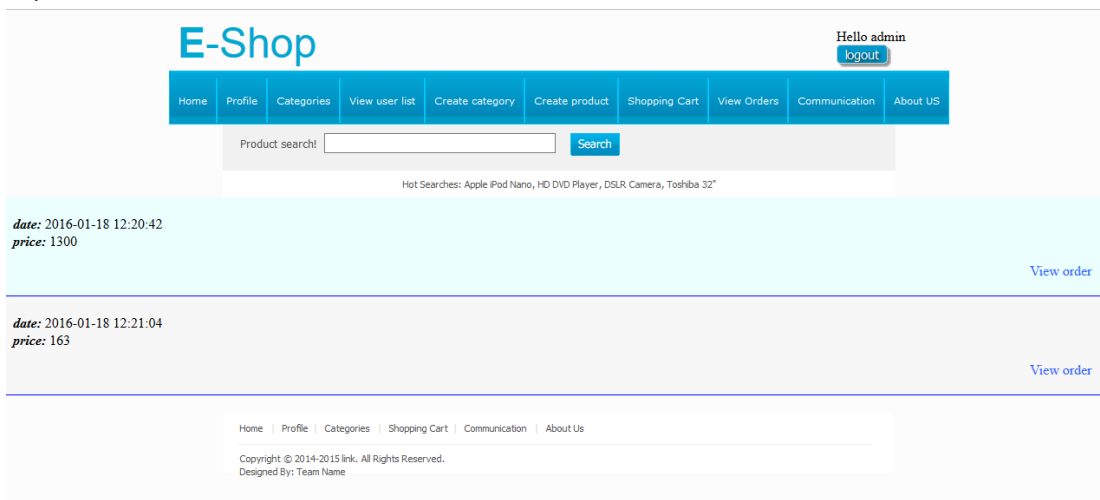 E-Shop
Hello admin
logout
Home Profile Categories View user list Create category Create product Shopping Cart View Orders Communication About US
Product search! Search
Hot Searches: Apple iPod Nano, HD DVD Player, DSLR Camera, Toshiba 32"
date: 2016-01-18 12:20:42
price: 1300
View order
date: 2016-01-18 12:21:04
price: 163
View order
Home | Profile | Categories | Shopping Cart | Communication | About Us
Copyright © 2014-2015 link. All Rights Reserved.
Designed By: Team Name